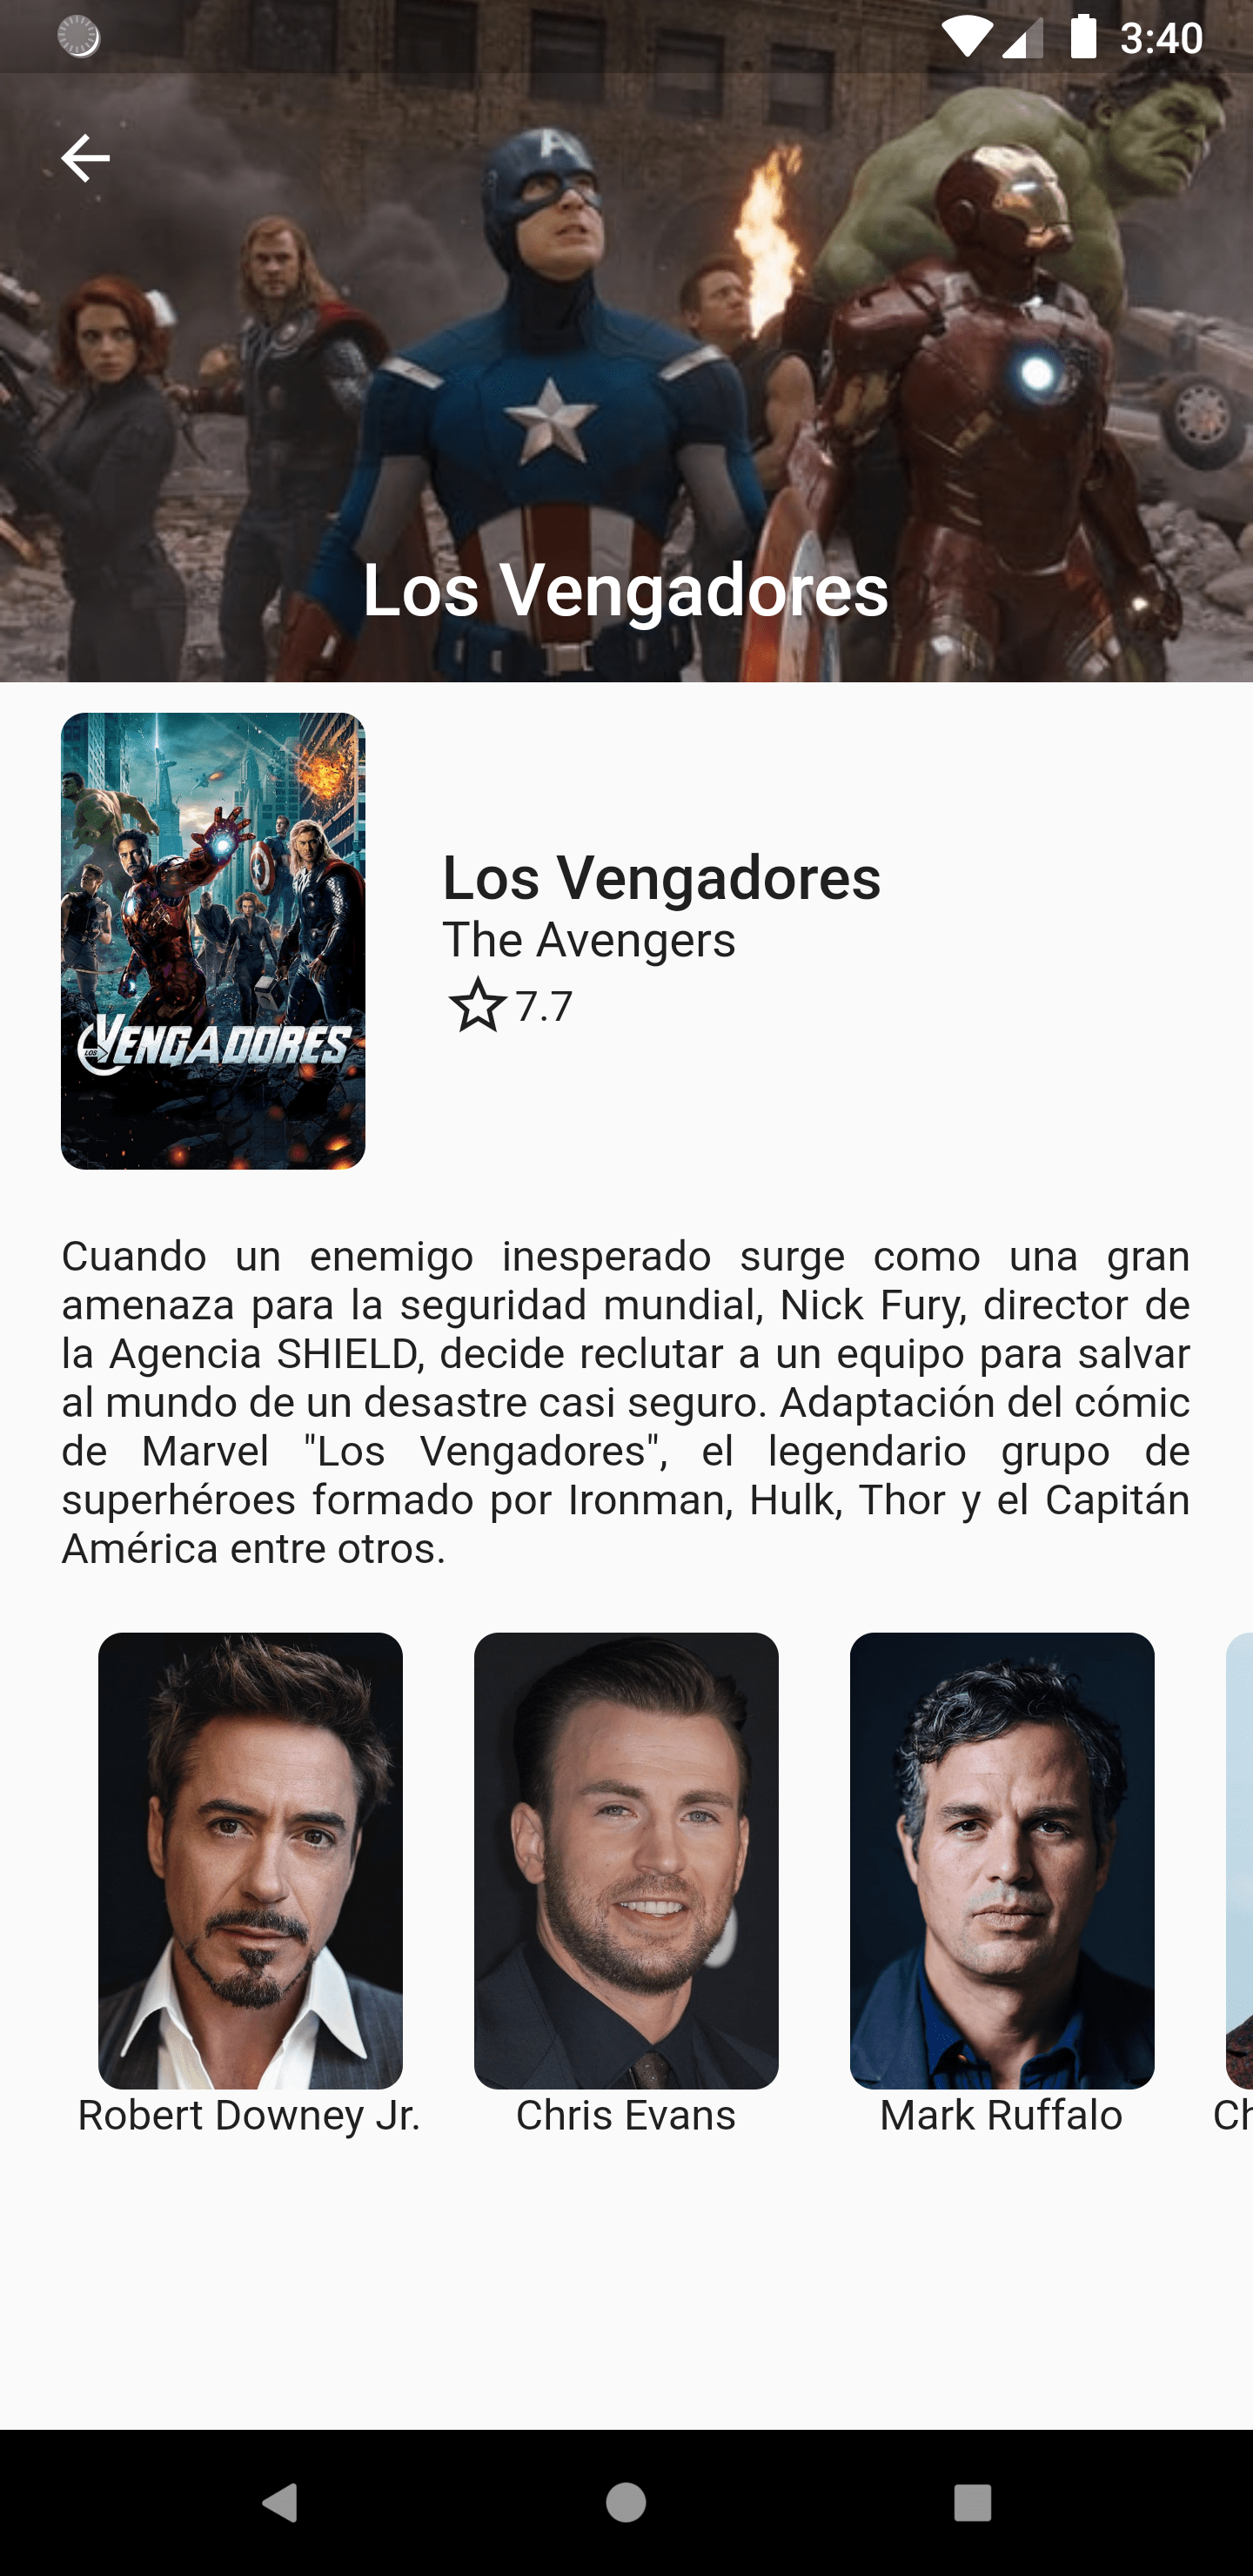 3:40
Los Vengadores
LOS VENGADORES
Los Vengadores
The Avengers
7.7
Cuando un enemigo inesperado surge como una gran
amenaza para la seguridad mundial, Nick Fury, director de
la Agencia SHIELD, decide reclutar a un equipo para salvar
al mundo de un desastre casi seguro. Adaptación del cómic
de Marvel "Los Vengadores", el legendario grupo de
superhéroes formado por Ironman, Hulk, Thor y el Capitán
América entre otros.
Robert Downey Jr.
Chris Evans
Mark Ruffalo
Ch